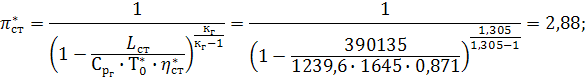 π*ст = 1 / (1 − Lст / (Cрг · T*0 · η*ст))^(кг / (кг−1)) = 1 / (1 − 390135 / (1239,6 · 1645 · 0,871))^(1,305 / (1,305−1)) = 2,88;